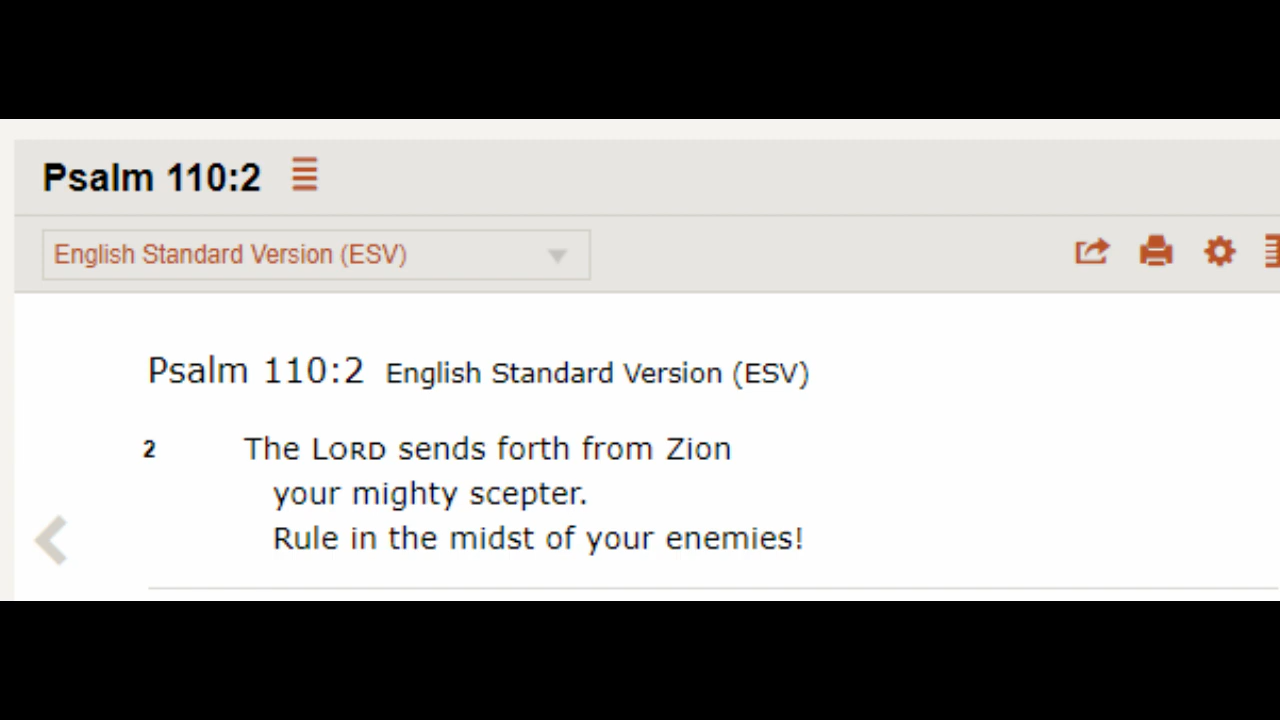 Psalm 110:2
English Standard Version (ESV)
Psalm 110:2 English Standard Version (ESV)
2 The LORD sends forth from Zion
your mighty scepter.
Rule in the midst of your enemies!